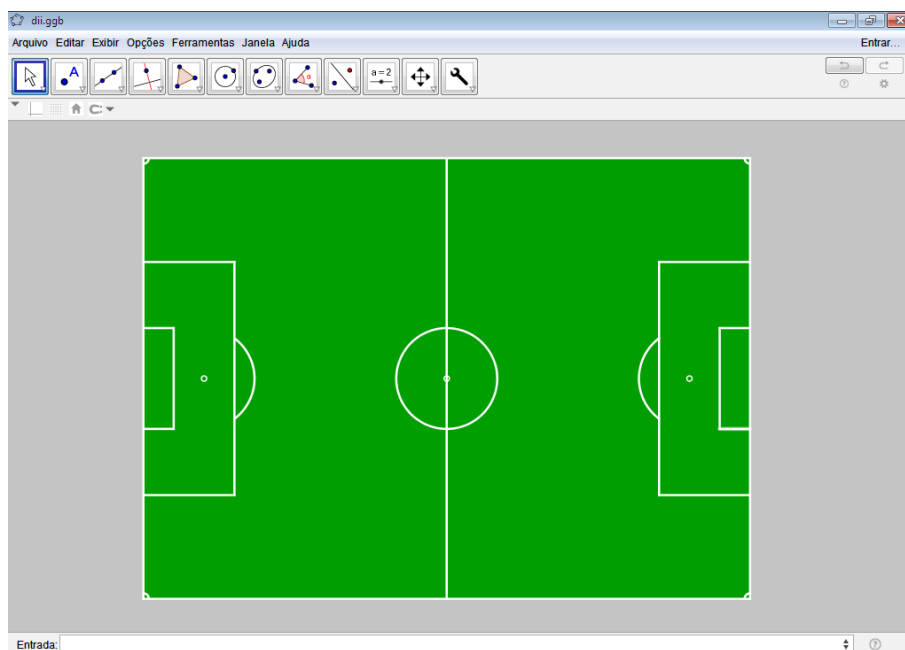 dii.ggb
Arquivo Editar Exibir Opções Ferramentas Janela Ajuda Entrar...
A α a=2
Entrada: